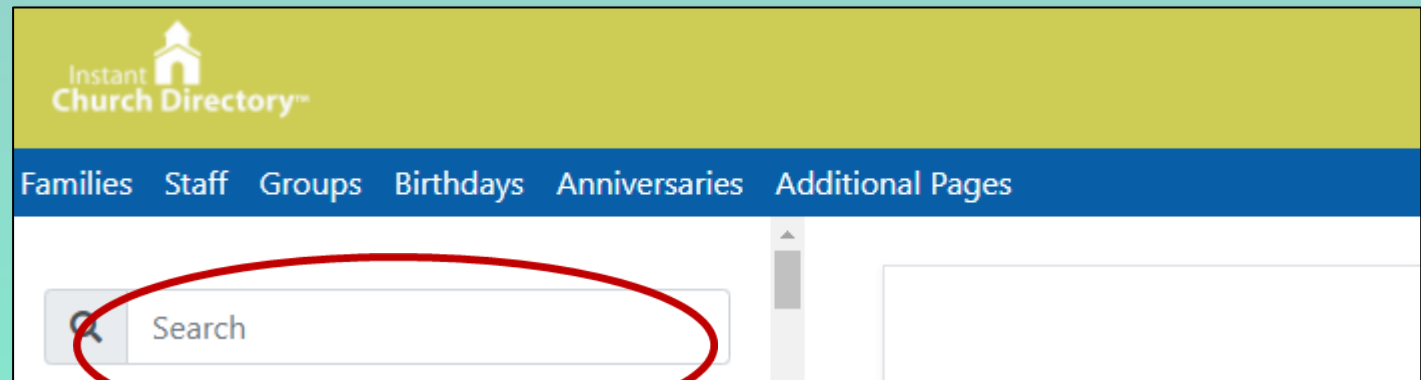 Instant
Church Directory™
Families Staff Groups Birthdays Anniversaries Additional Pages
Search